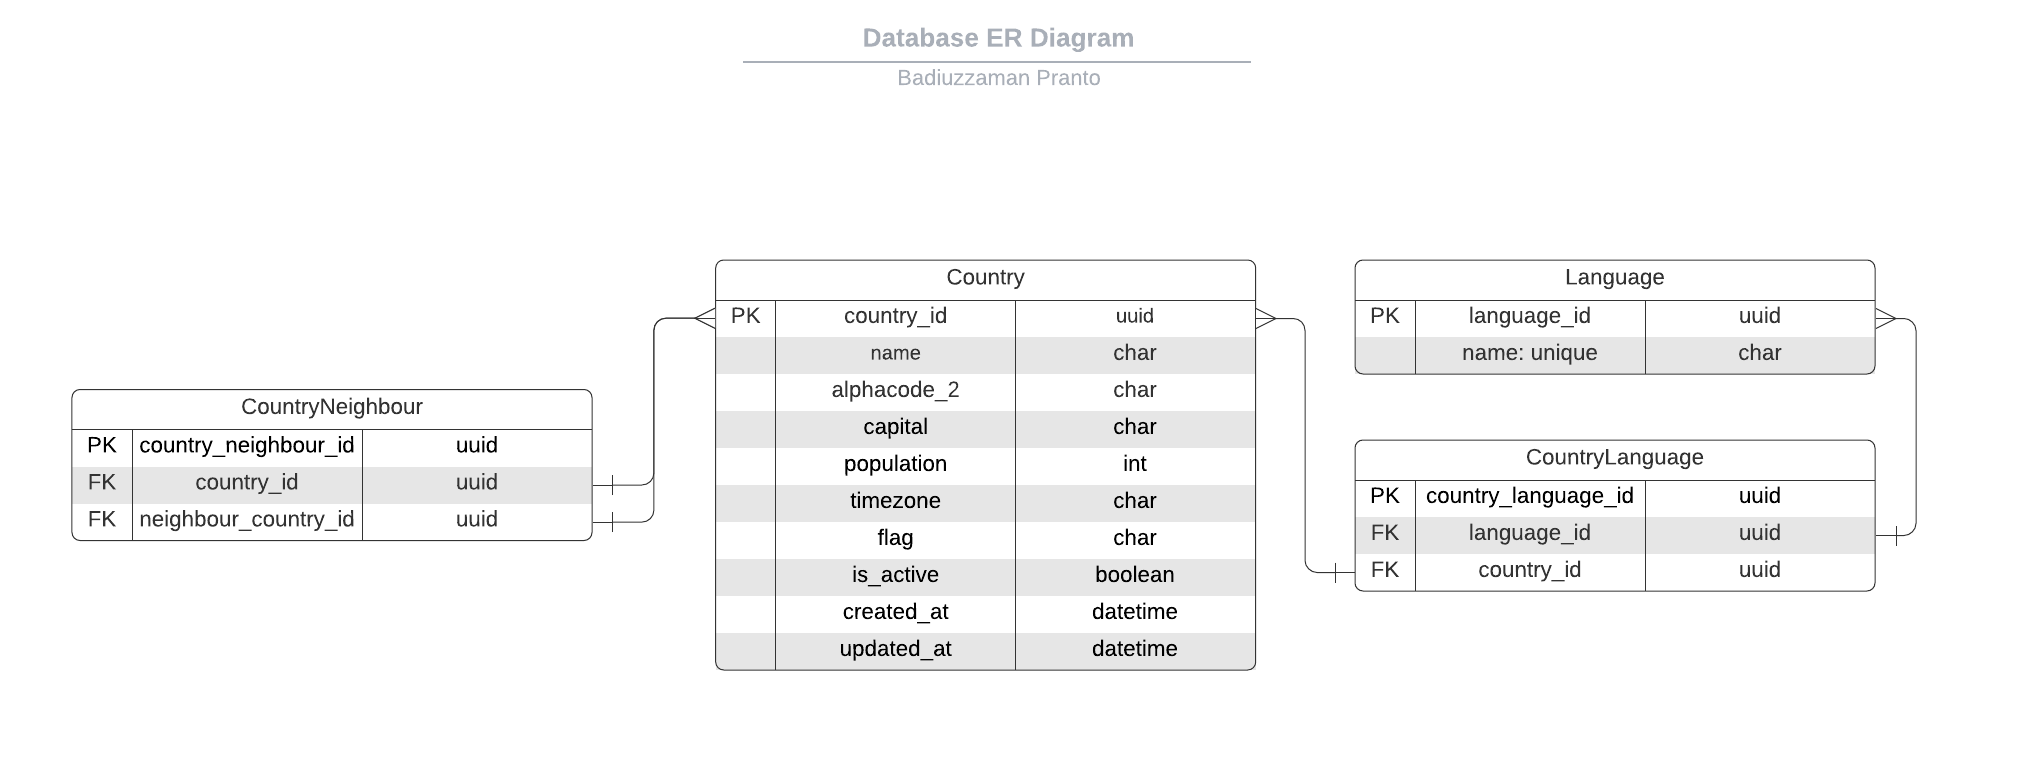 Database ER Diagram
Badiuzzaman Pranto
CountryNeighbour
PK country_neighbour_id uuid
FK country_id uuid
FK neighbour_country_id uuid
Country
PK country_id uuid
name char
alphacode_2 char
capital char
population int
timezone char
flag char
is_active boolean
created_at datetime
updated_at datetime
Language
PK language_id uuid
name: unique char
CountryLanguage
PK country_language_id uuid
FK language_id uuid
FK country_id uuid